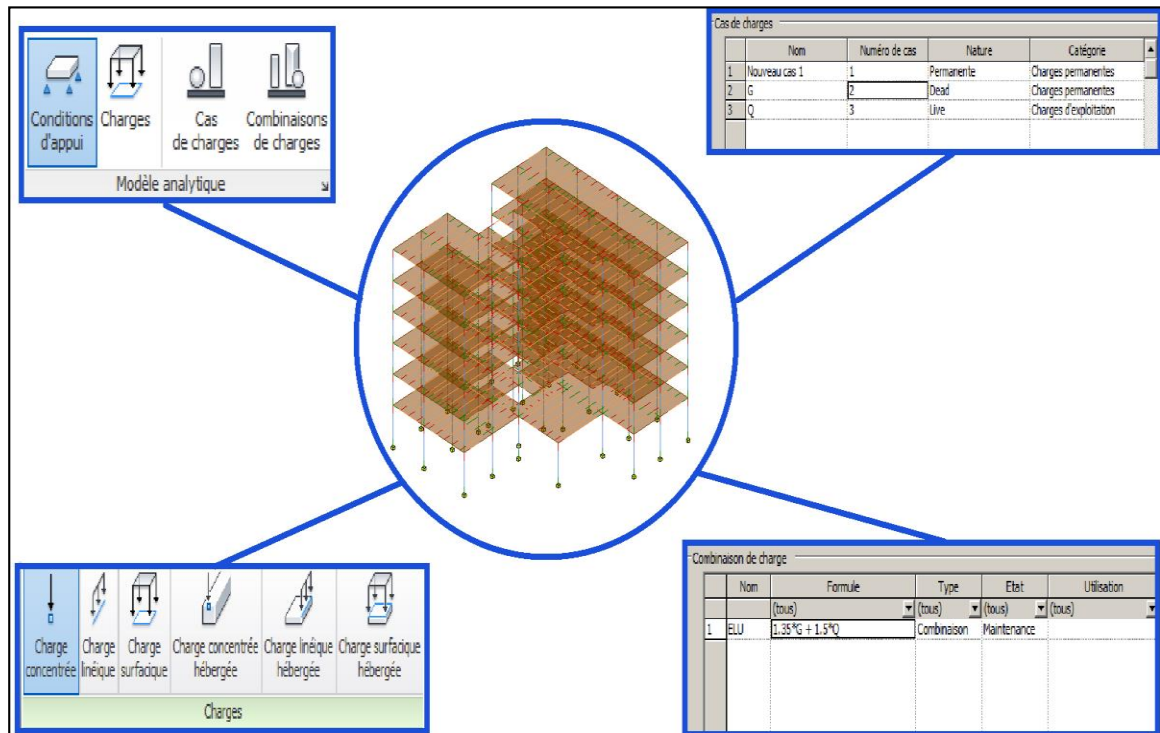 Conditions d'appui
Charges
Cas de charges
Combinaisons de charges
Modèle analytique
Cas de charges
Nom Numéro de cas Nature Catégorie
1 Nouveau cas 1 1 Permanente Charges permanentes
2 G 2 Dead Charges permanentes
3 Q 3 Live Charges d'exploitation
Charge concentrée
Charge linéique
Charge surfacique
Charge concentrée hébergée
Charge linéique hébergée
Charge surfacique hébergée
Charges
Combinaison de charge
Nom Formule Type Etat Utilisation
(tous) (tous) (tous) (tous)
1 ELU 1.35*G + 1.5*Q Combinaison Maintenance